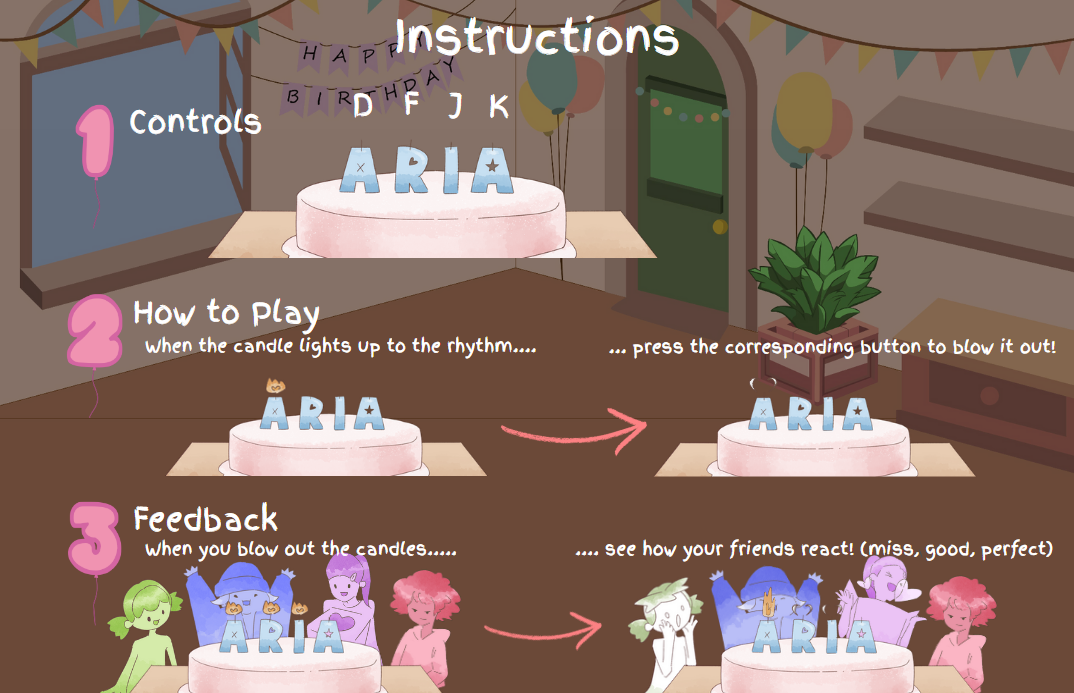 Instructions
HAPPY
BIRTHDAY
D F J K
1 Controls
ARIA
2 How to Play
When the candle lights up to the rhythm.... ... press the corresponding button to blow it out!
ARIA ARIA
3 Feedback
When you blow out the candles..... .... see how your friends react! (miss, good, perfect)
ARIA ARIA